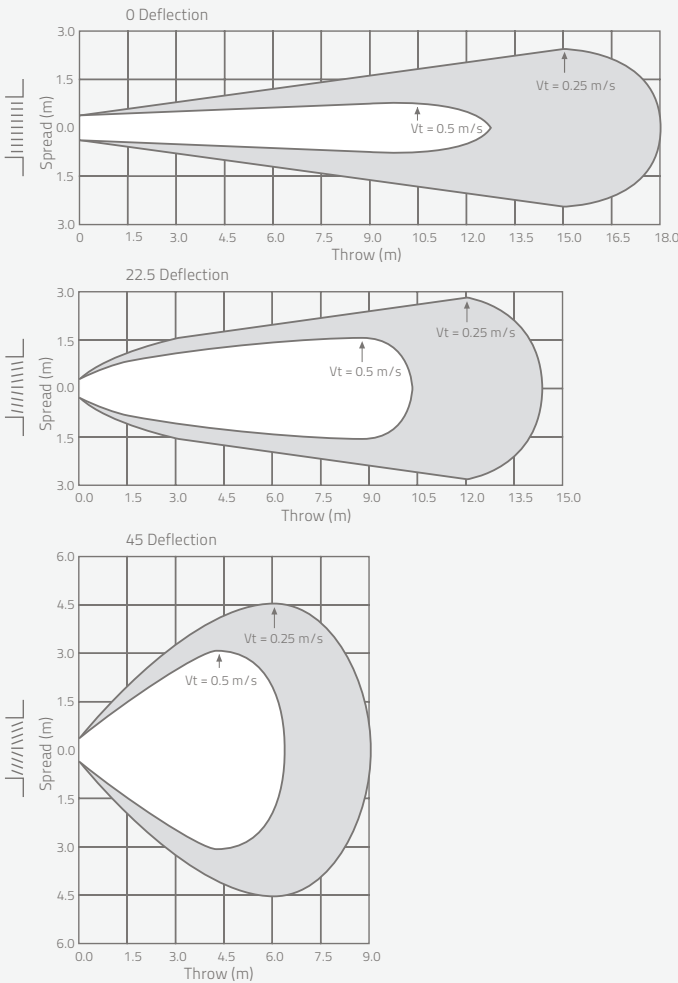 0 Deflection
3.0
1.5
0.0
1.5
3.0
Spread (m)
Vt = 0.25 m/s
Vt = 0.5 m/s
0 1.5 3.0 4.5 6.0 7.5 9.0 10.5 12.0 13.5 15.0 16.5 18.0
Throw (m)
22.5 Deflection
3.0
1.5
0.0
1.5
3.0
Spread (m)
Vt = 0.25 m/s
Vt = 0.5 m/s
0.0 1.5 3.0 4.5 6.0 7.5 9.0 10.5 12.0 13.5 15.0
Throw (m)
45 Deflection
6.0
4.5
3.0
1.5
0.0
1.5
3.0
4.5
6.0
Spread (m)
Vt = 0.25 m/s
Vt = 0.5 m/s
0.0 1.5 3.0 4.5 6.0 7.5 9.0
Throw (m)